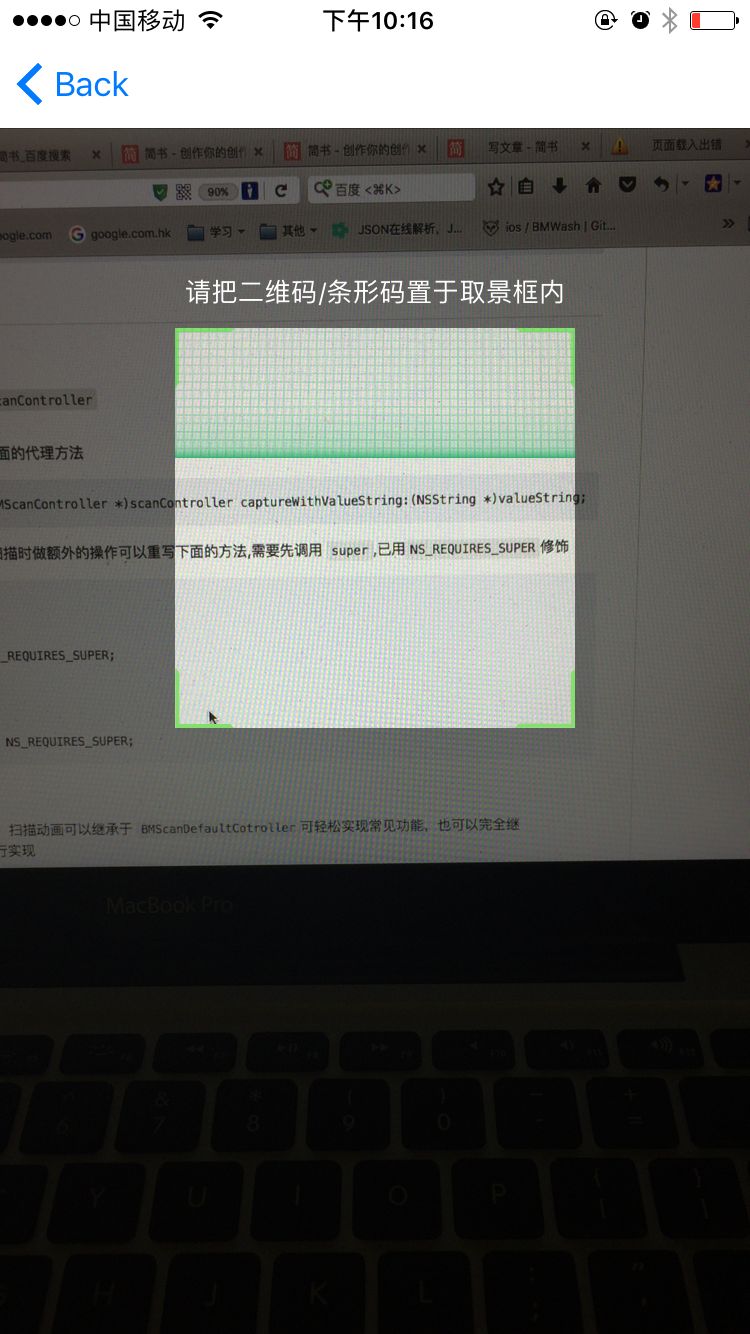 中国移动 下午10:16
Back
简书_百度搜索 简书 - 创作你的创作 简书 - 创作你的创作 写文章 - 简书 页面载入出错
90% 百度 <⌘K>
ogle.com google.com.hk 学习 其他 JSON在线解析、J... ios / BMWash | Git...
请把二维码/条形码置于取景框内
canController
面的代理方法
MScanController *)scanController captureWithValueString:(NSString *)valueString;
描时做额外的操作可以重写下面的方法,需要先调用 super ,已用 NS_REQUIRES_SUPER 修饰
_REQUIRES_SUPER;
NS_REQUIRES_SUPER;
扫描动画可以继承于 BMScanDefaultCotroller 可轻松实现常见功能, 也可以完全继
行实现
MacBook Pro
6 & 7 * 8 ( 9 ) 0 - + =
Y U I O P { [ } ]
H J K L : ; "